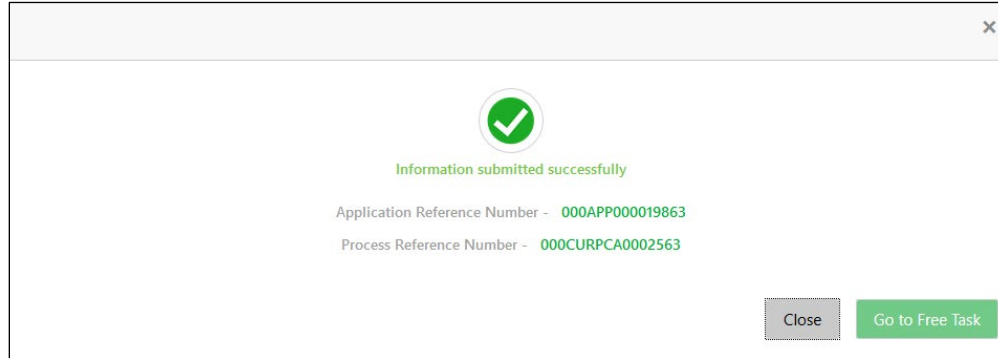 ×
Information submitted successfully
Application Reference Number - 000APP000019863
Process Reference Number - 000CURPCA0002563
Close
Go to Free Task